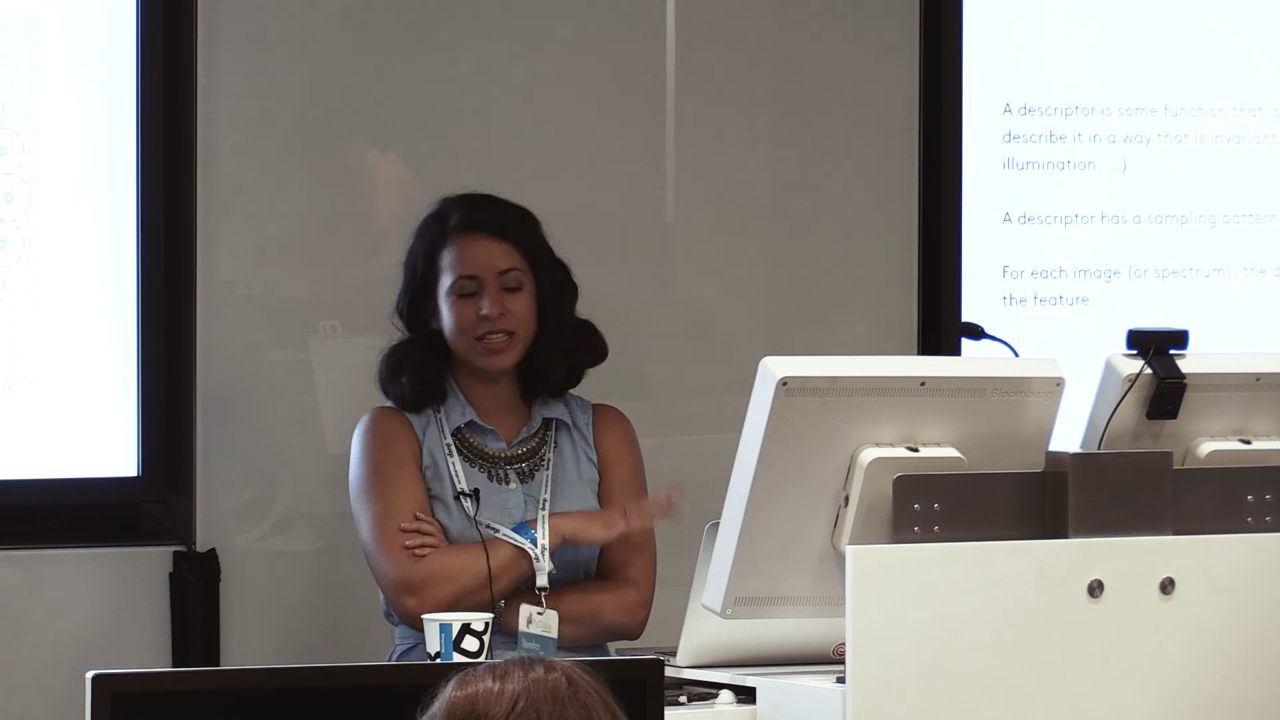 A descriptor is some function that is
describe it in a way that is invariant
illumination, ...)
A descriptor has a sampling pattern
For each image (or spectrum), the d
the feature.
Bloomberg
B